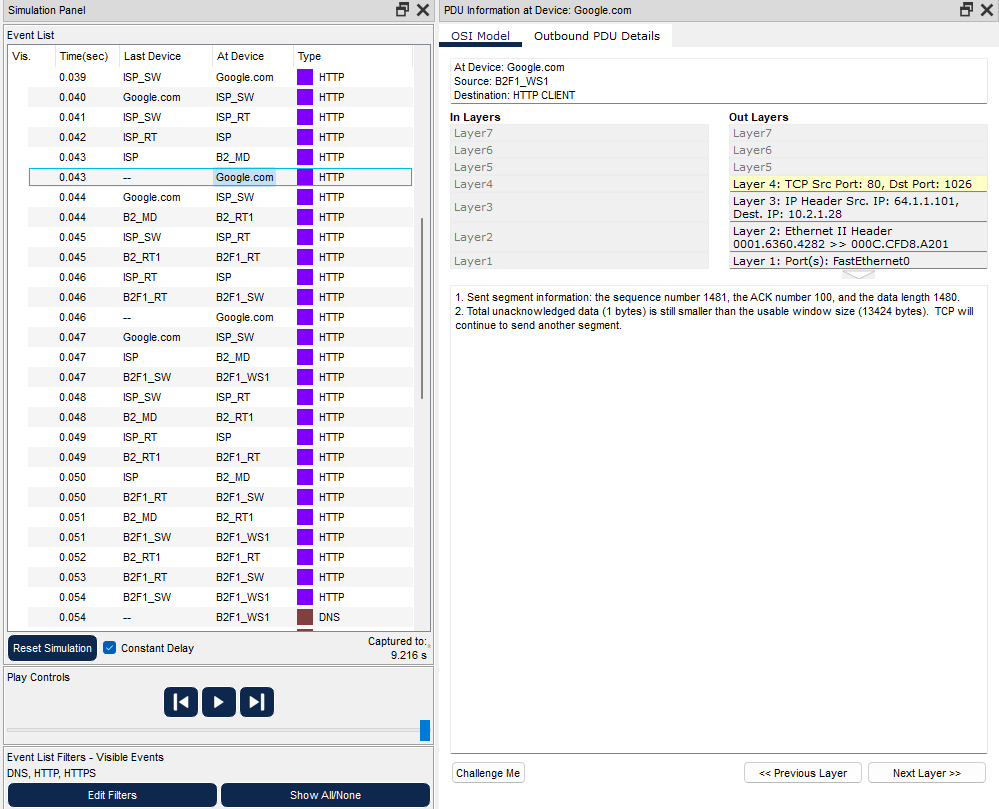 Simulation Panel
Event List
Vis. Time(sec) Last Device At Device Type
0.039 ISP_SW Google.com HTTP
0.040 Google.com ISP_SW HTTP
0.041 ISP_SW ISP_RT HTTP
0.042 ISP_RT ISP HTTP
0.043 ISP B2_MD HTTP
0.043 -- Google.com HTTP
0.044 Google.com ISP_SW HTTP
0.044 B2_MD B2_RT1 HTTP
0.045 ISP_SW ISP_RT HTTP
0.045 B2_RT1 B2F1_RT HTTP
0.046 ISP_RT ISP HTTP
0.046 B2F1_RT B2F1_SW HTTP
0.046 -- Google.com HTTP
0.047 Google.com ISP_SW HTTP
0.047 ISP B2_MD HTTP
0.047 B2F1_SW B2F1_WS1 HTTP
0.048 ISP_SW ISP_RT HTTP
0.048 B2_MD B2_RT1 HTTP
0.049 ISP_RT ISP HTTP
0.049 B2_RT1 B2F1_RT HTTP
0.050 ISP B2_MD HTTP
0.050 B2F1_RT B2F1_SW HTTP
0.051 B2_MD B2_RT1 HTTP
0.051 B2F1_SW B2F1_WS1 HTTP
0.052 B2_RT1 B2F1_RT HTTP
0.053 B2F1_RT B2F1_SW HTTP
0.054 B2F1_SW B2F1_WS1 HTTP
0.054 -- B2F1_WS1 DNS
Reset Simulation Constant Delay
Captured to:
9.216 s
Play Controls
Event List Filters - Visible Events
DNS, HTTP, HTTPS
Edit Filters Show All/None
PDU Information at Device: Google.com
OSI Model Outbound PDU Details
At Device: Google.com
Source: B2F1_WS1
Destination: HTTP CLIENT
In Layers
Layer7
Layer6
Layer5
Layer4
Layer3
Layer2
Layer1
Out Layers
Layer7
Layer6
Layer5
Layer 4: TCP Src Port: 80, Dst Port: 1026
Layer 3: IP Header Src. IP: 64.1.1.101,
Dest. IP: 10.2.1.28
Layer 2: Ethernet II Header
0001.6360.4282 >> 000C.CFD8.A201
Layer 1: Port(s): FastEthernet0
1. Sent segment information: the sequence number 1481, the ACK number 100, and the data length 1480.
2. Total unacknowledged data (1 bytes) is still smaller than the usable window size (13424 bytes). TCP will
continue to send another segment.
Challenge Me << Previous Layer Next Layer >>